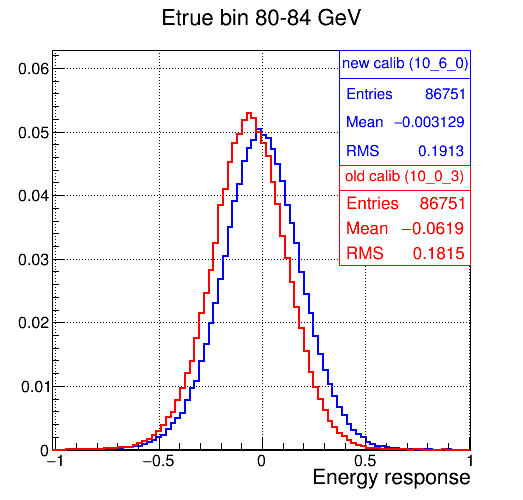 Etrue bin 80-84 GeV
new calib (10_6_0)
Entries 86751
Mean −0.003129
RMS 0.1913
old calib (10_0_3)
Entries 86751
Mean −0.0619
RMS 0.1815
0.06
0.05
0.04
0.03
0.02
0.01
0
−1 −0.5 0 0.5 1
Energy response